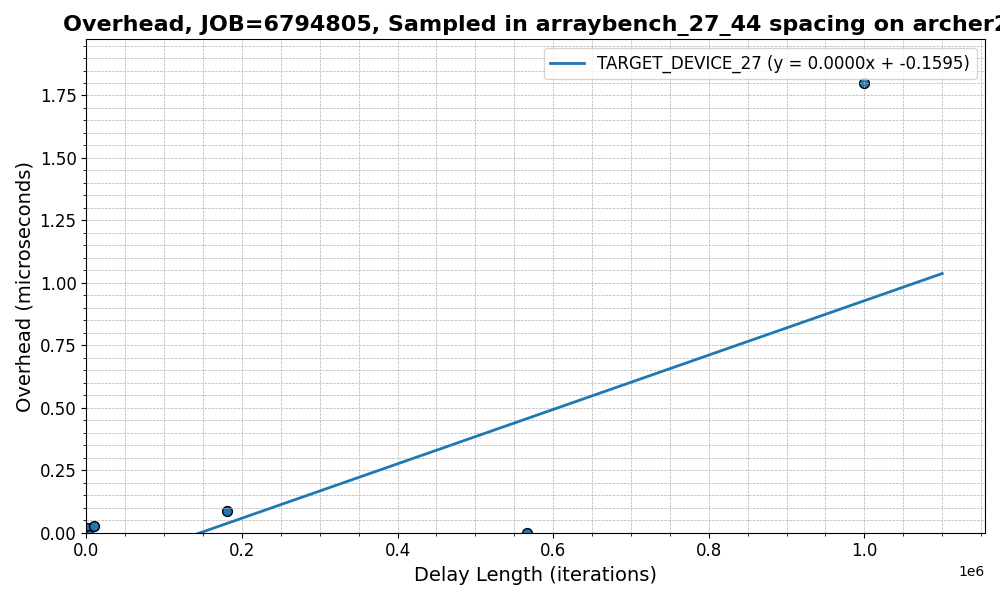 Overhead, JOB=6794805, Sampled in arraybench_27_44 spacing on archer2
TARGET_DEVICE_27 (y = 0.0000x + -0.1595)
Overhead (microseconds)
1.75
1.50
1.25
1.00
0.75
0.50
0.25
0.00
0.0 0.2 0.4 0.6 0.8 1.0
1e6
Delay Length (iterations)